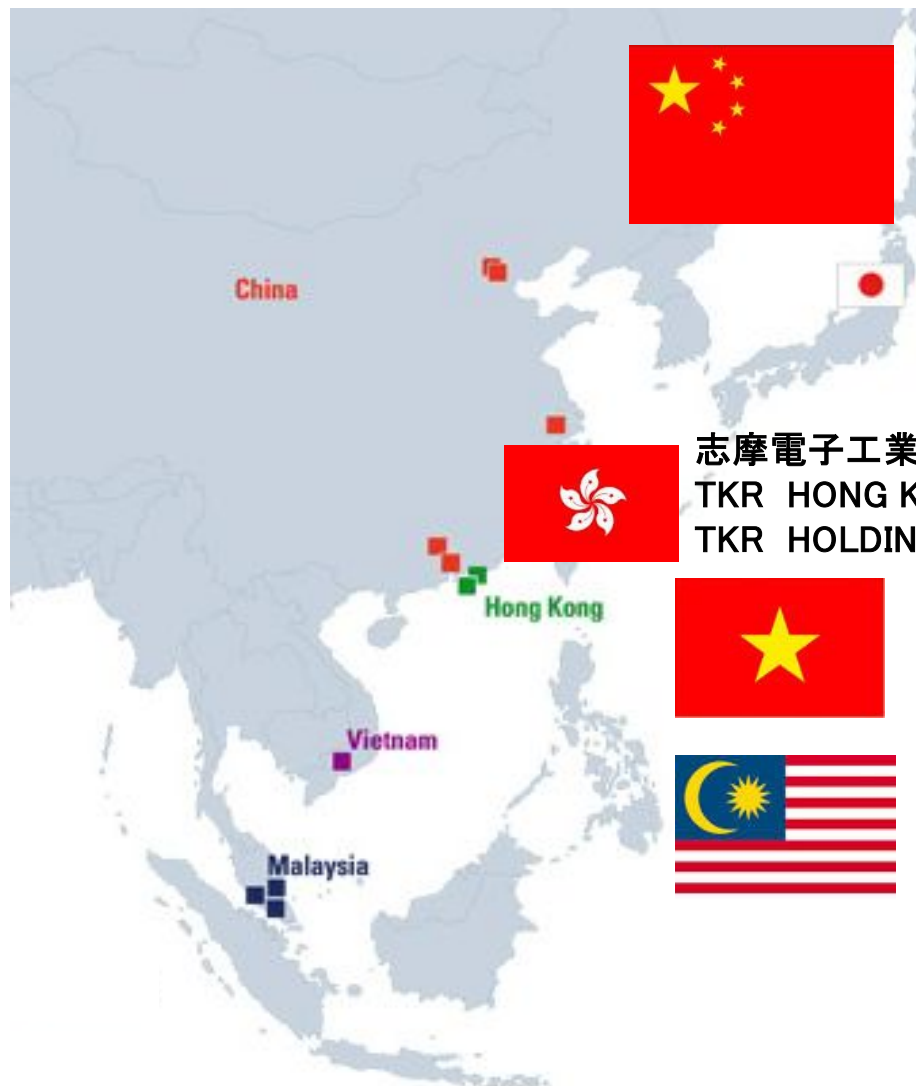 China
志摩電子工業
TKR HONG K
TKR HOLDIN
Hong Kong
Vietnam
Malaysia